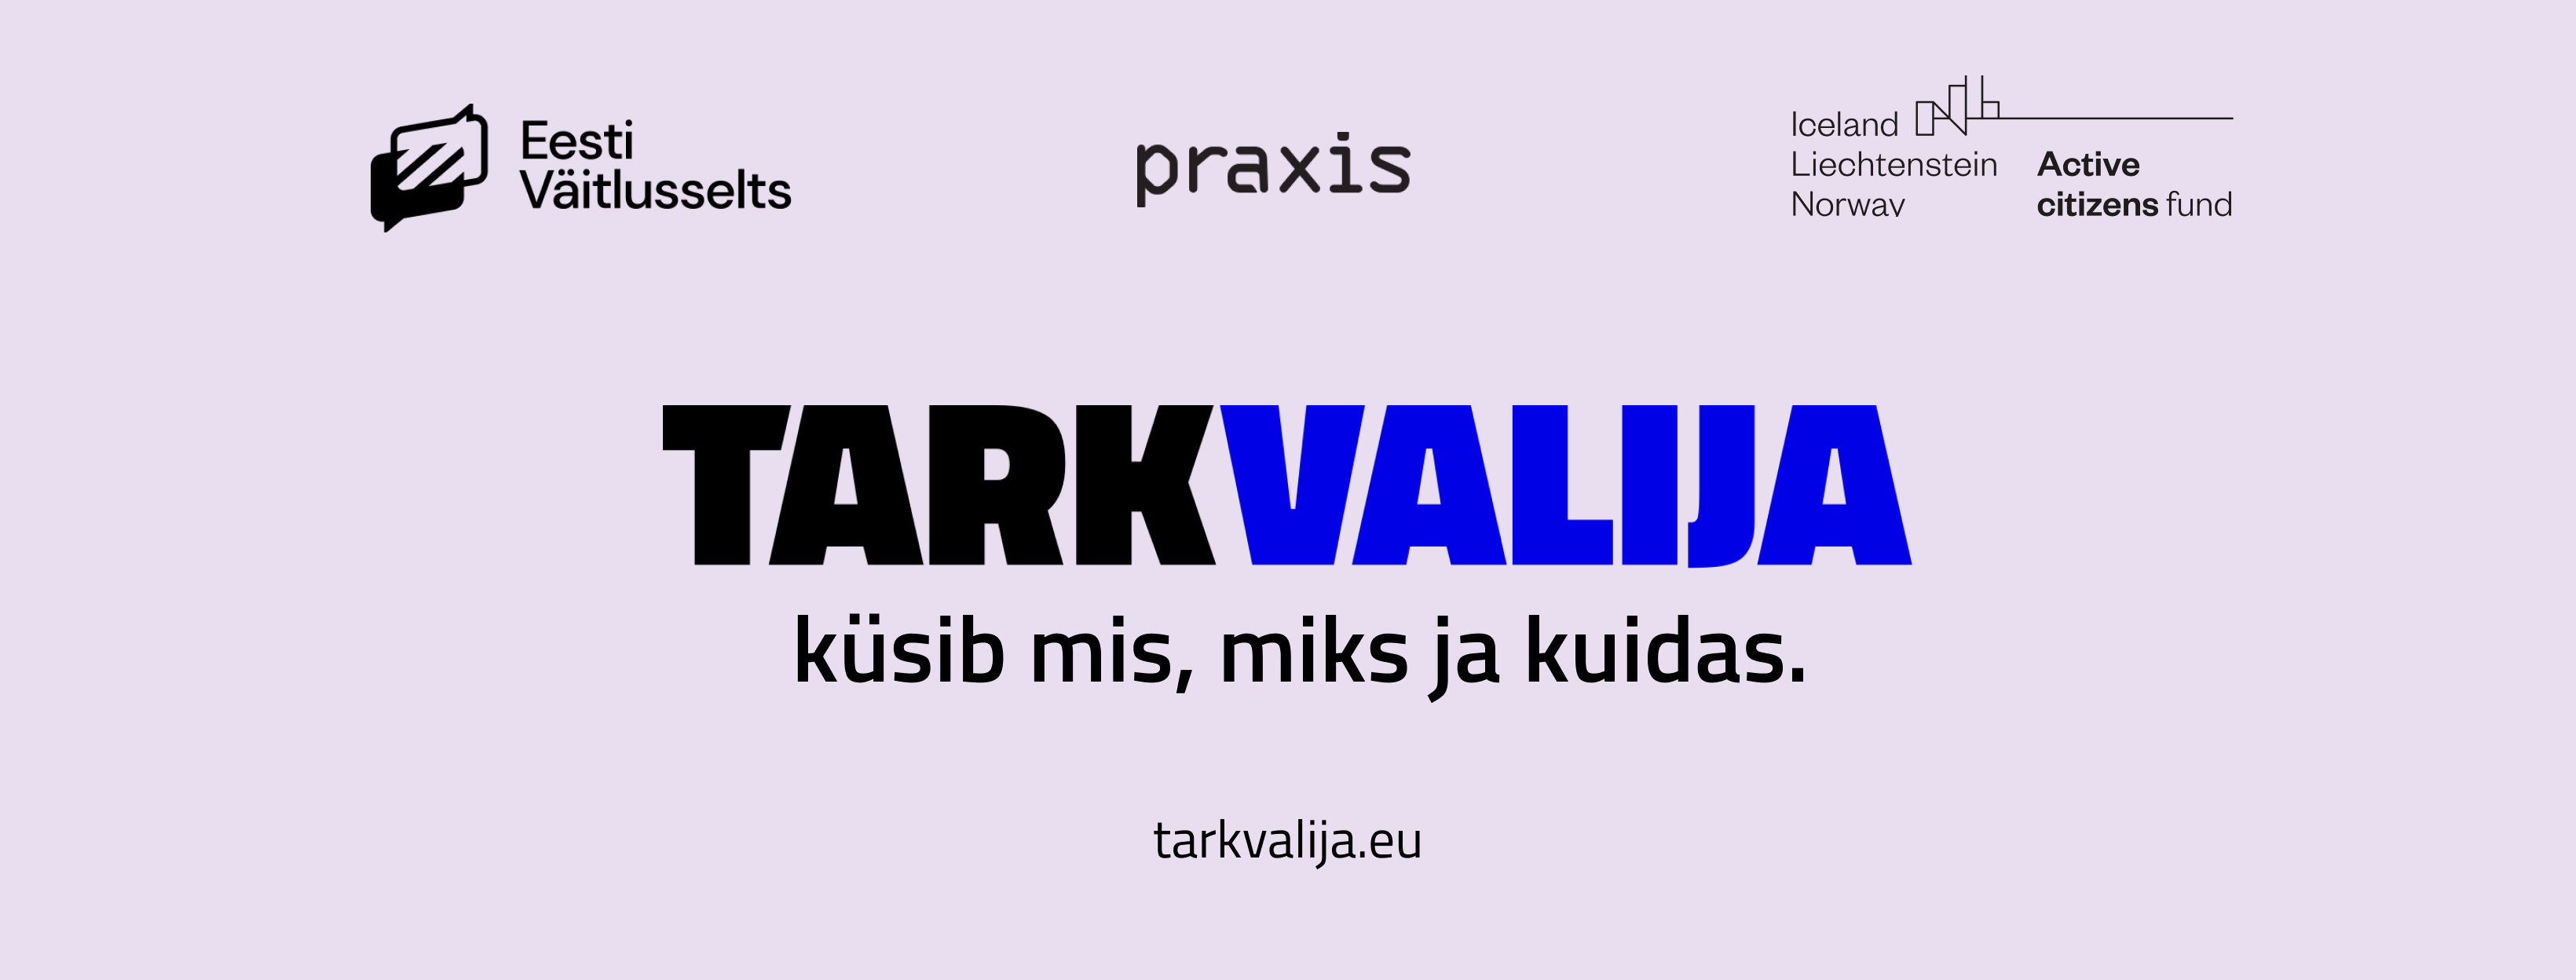 Eesti
Väitlusselts
praxis
Iceland
Liechtenstein
Norway
Active
citizens fund
TARKVALIJA
küsib mis, miks ja kuidas.
tarkvalija.eu